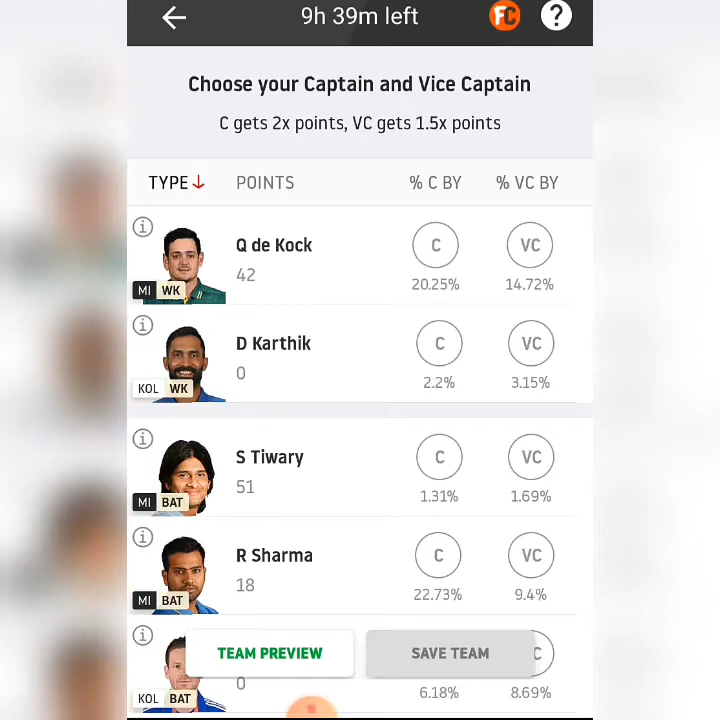 9h 39m left
FC
?
Choose your Captain and Vice Captain
C gets 2x points, VC gets 1.5x points
TYPE↓ POINTS % C BY % VC BY
i
Q de Kock C VC
42
MI WK 20.25% 14.72%
i
D Karthik C VC
0
KOL WK 2.2% 3.15%
i
S Tiwary C VC
51
MI BAT 1.31% 1.69%
i
R Sharma C VC
18
MI BAT 22.73% 9.4%
i
TEAM PREVIEW SAVE TEAM C
0
KOL BAT 6.18% 8.69%